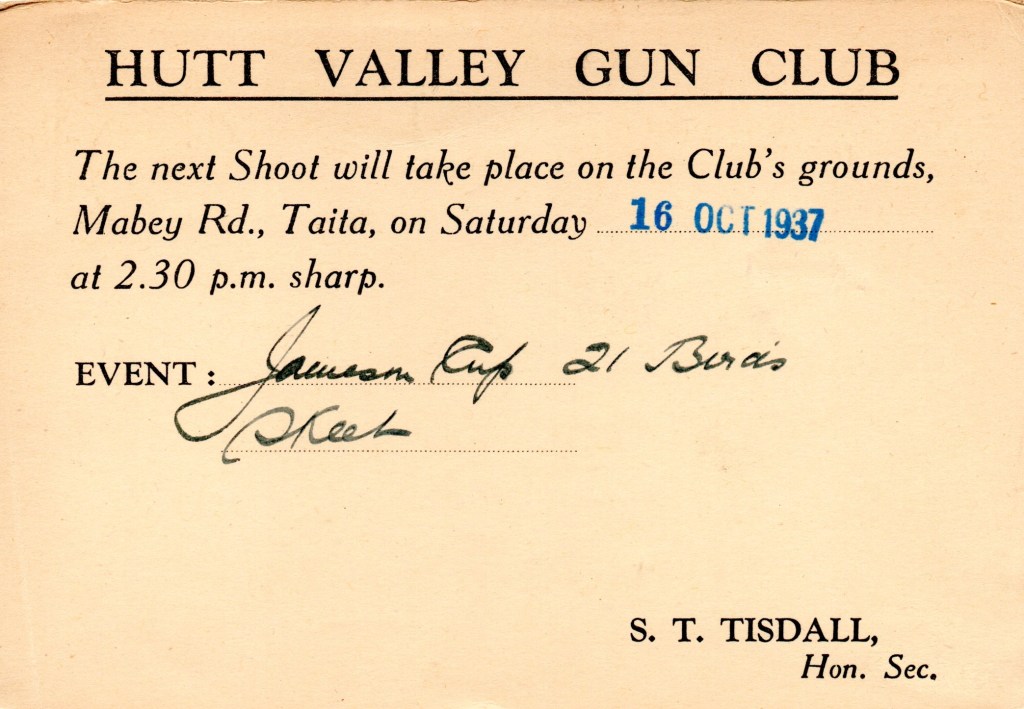 HUTT VALLEY GUN CLUB
The next Shoot will take place on the Club's grounds,
Mabey Rd., Taita, on Saturday 16 OCT 1937
at 2.30 p.m. sharp.
EVENT : Jameson Cup 21 Birds
Skeet
S. T. TISDALL,
Hon. Sec.